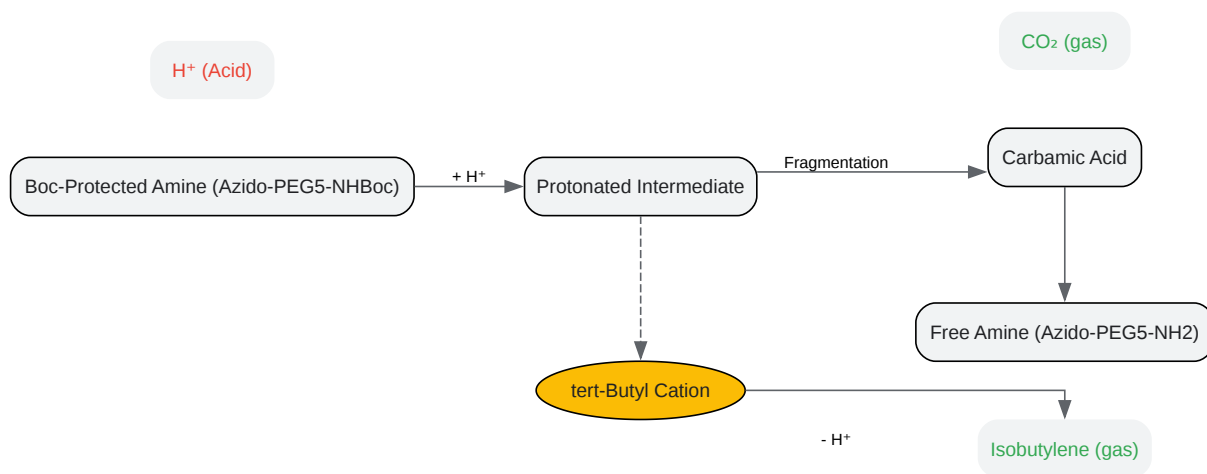 CO₂ (gas)
H⁺ (Acid)
Carbamic Acid
Fragmentation
Boc-Protected Amine (Azido-PEG5-NHBoc)
+ H⁺
Protonated Intermediate
Free Amine (Azido-PEG5-NH2)
tert-Butyl Cation
- H⁺
Isobutylene (gas)